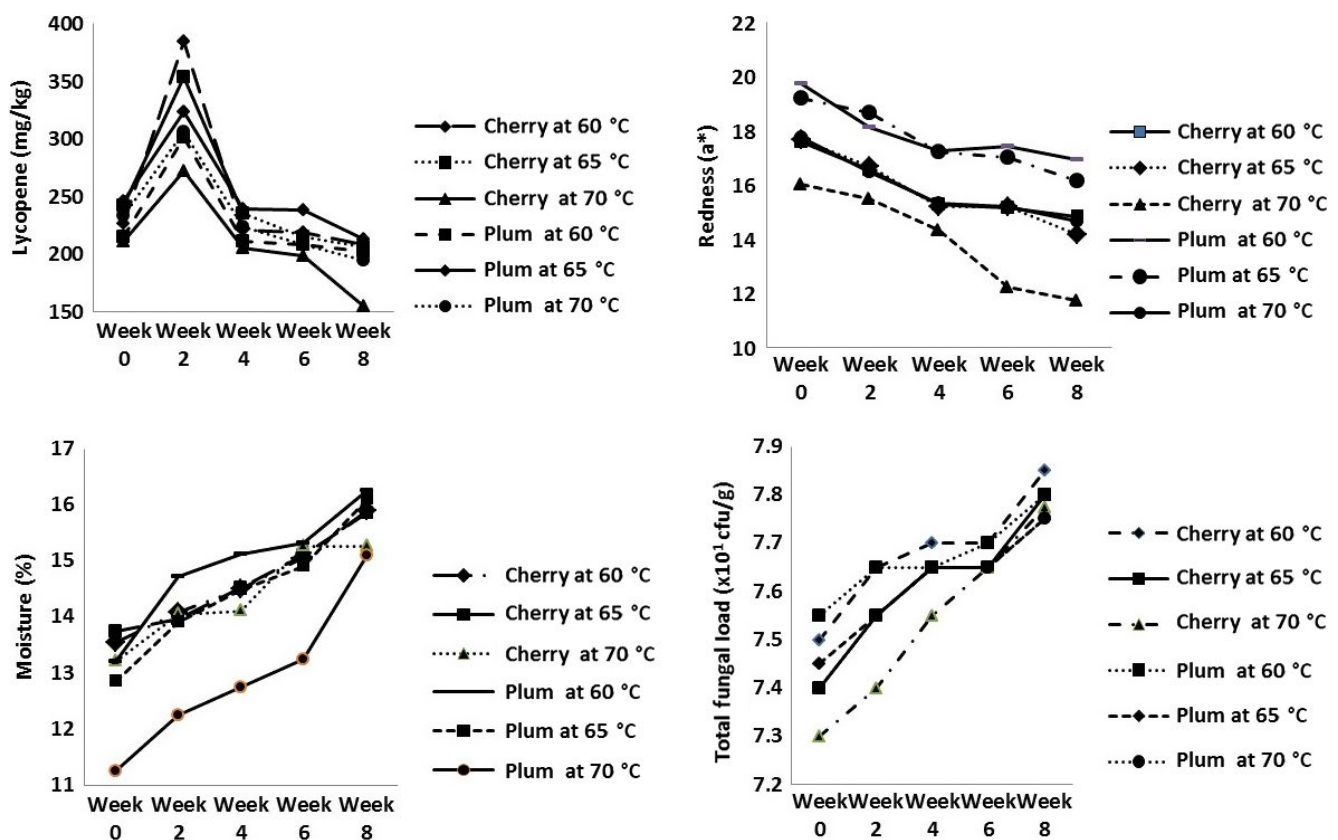 400
350
300
250
200
150
Lycopene (mg/kg)
Week Week Week Week Week
0 2 4 6 8
Cherry at 60 °C
Cherry at 65 °C
Cherry at 70 °C
Plum at 60 °C
Plum at 65 °C
Plum at 70 °C
22
20
18
16
14
12
10
Redness (a*)
Week Week Week Week Week
0 2 4 6 8
Cherry at 60 °C
Cherry at 65 °C
Cherry at 70 °C
Plum at 60 °C
Plum at 65 °C
Plum at 70 °C
17
16
15
14
13
12
11
Moisture (%)
Week Week Week Week Week
0 2 4 6 8
Cherry at 60 °C
Cherry at 65 °C
Cherry at 70 °C
Plum at 60 °C
Plum at 65 °C
Plum at 70 °C
7.9
7.8
7.7
7.6
7.5
7.4
7.3
7.2
Total fungal load (x10¹ cfu/g)
Week Week Week Week Week
0 2 4 6 8
Cherry at 60 °C
Cherry at 65 °C
Cherry at 70 °C
Plum at 60 °C
Plum at 65 °C
Plum at 70 °C